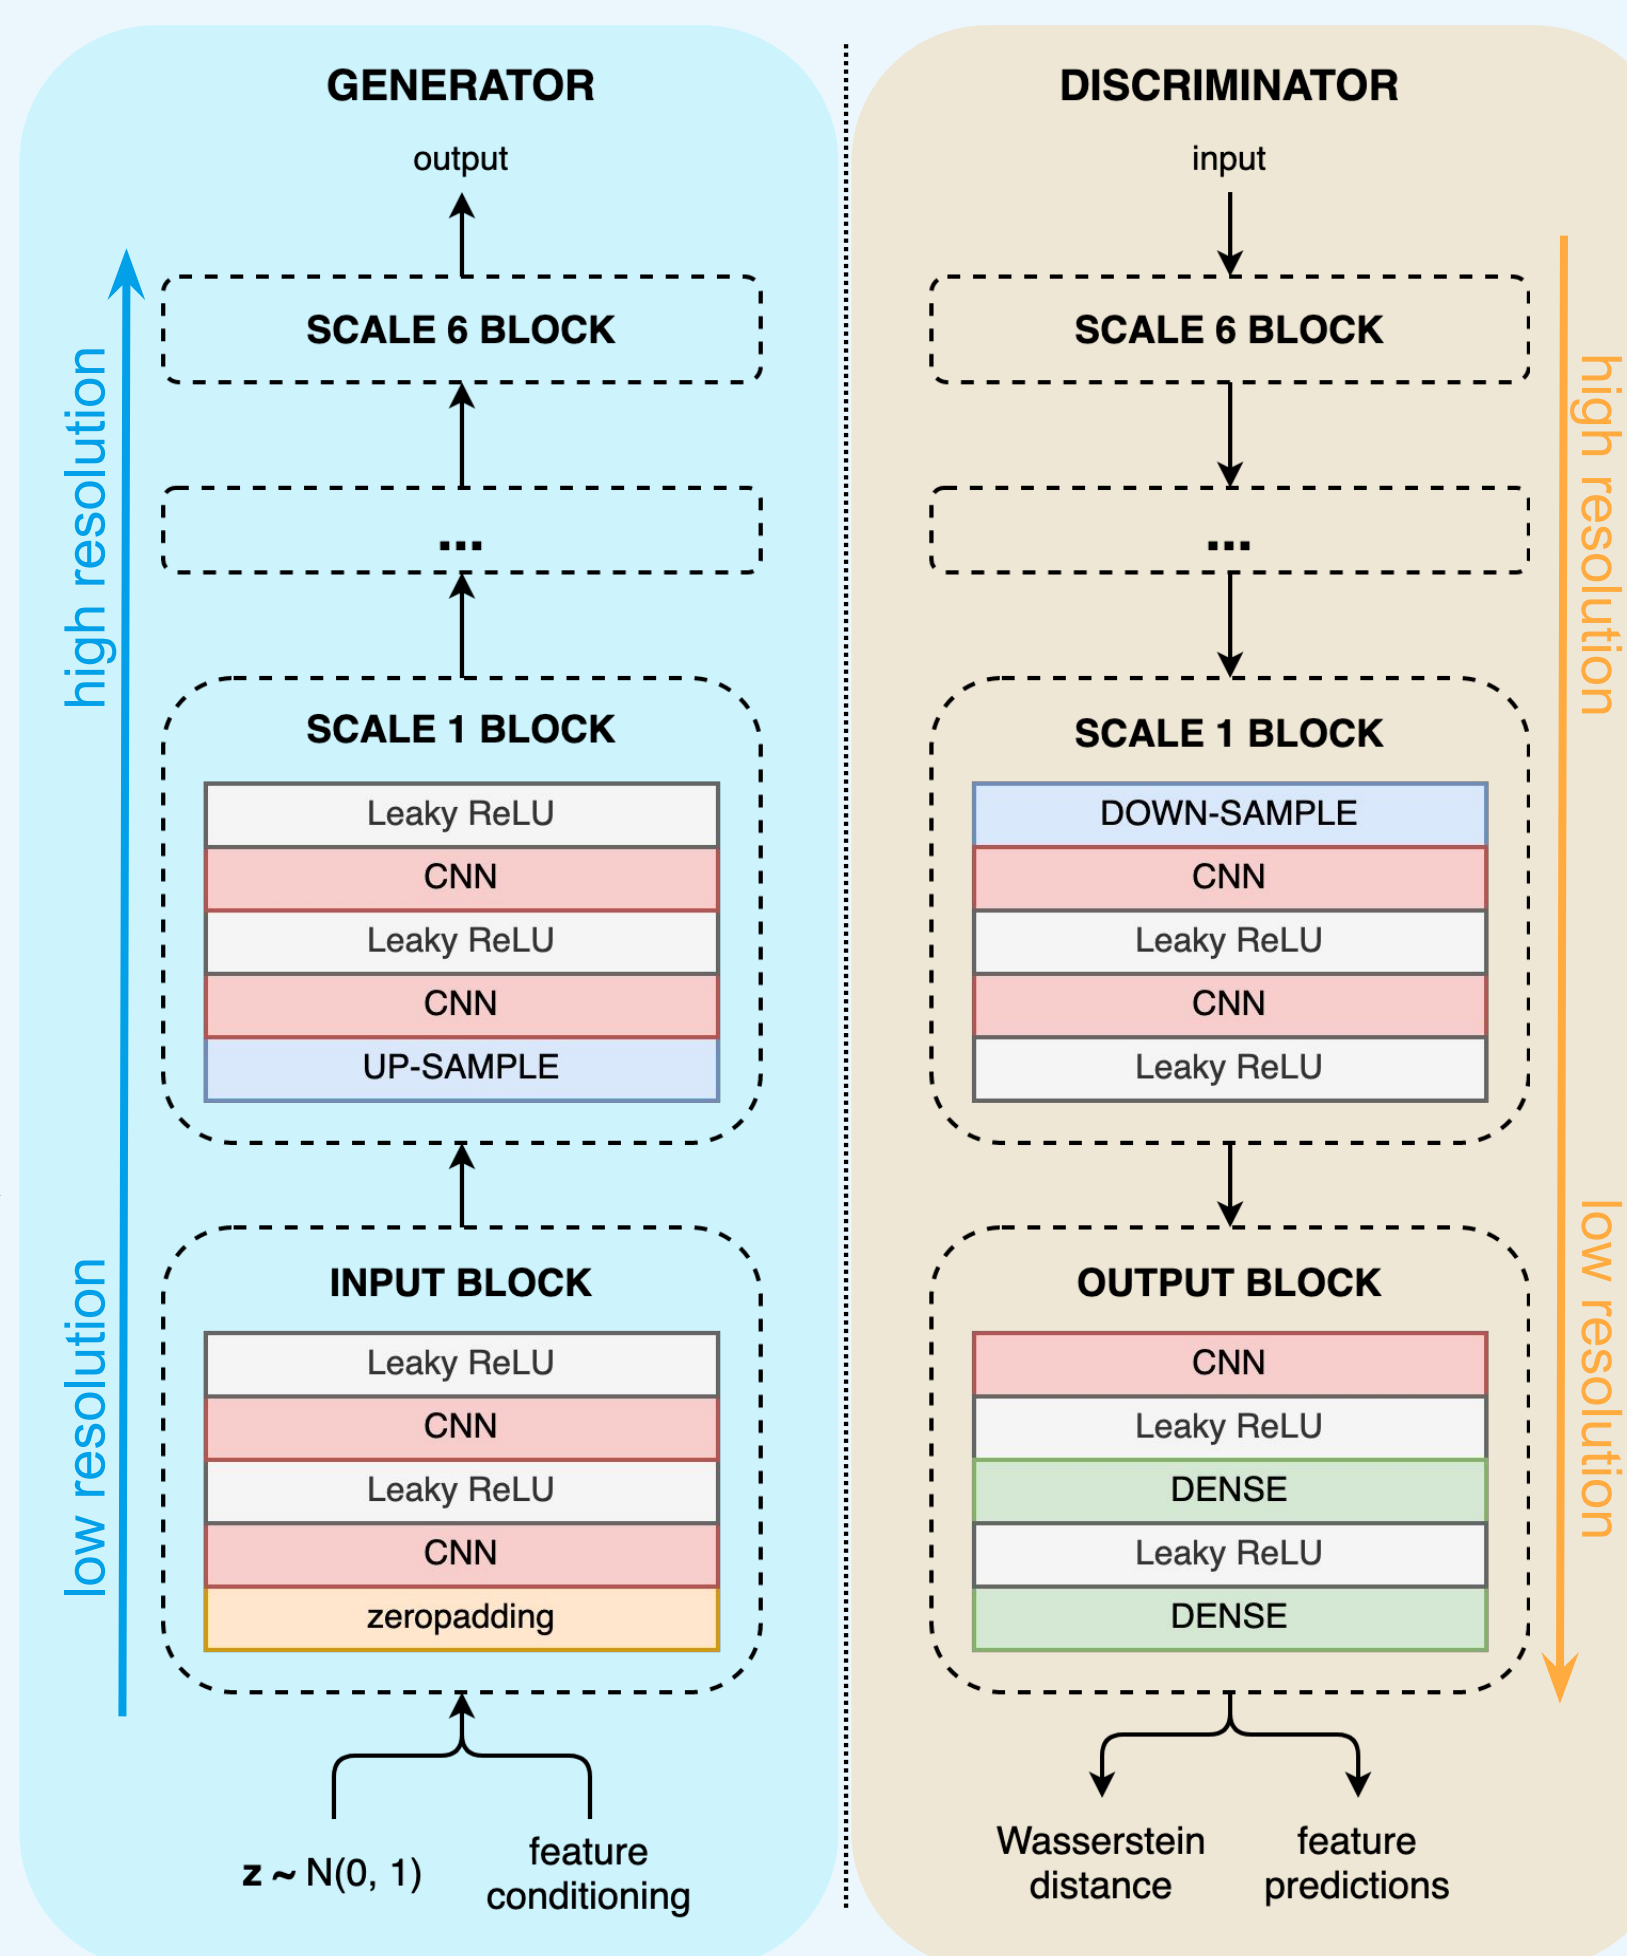 GENERATOR
output
SCALE 6 BLOCK
...
SCALE 1 BLOCK
Leaky ReLU
CNN
Leaky ReLU
CNN
UP-SAMPLE
INPUT BLOCK
Leaky ReLU
CNN
Leaky ReLU
CNN
zeropadding
z ~ N(0, 1)
feature
conditioning
high resolution
low resolution
DISCRIMINATOR
input
SCALE 6 BLOCK
...
SCALE 1 BLOCK
DOWN-SAMPLE
CNN
Leaky ReLU
CNN
Leaky ReLU
OUTPUT BLOCK
CNN
Leaky ReLU
DENSE
Leaky ReLU
DENSE
Wasserstein
distance
feature
predictions
high resolution
low resolution